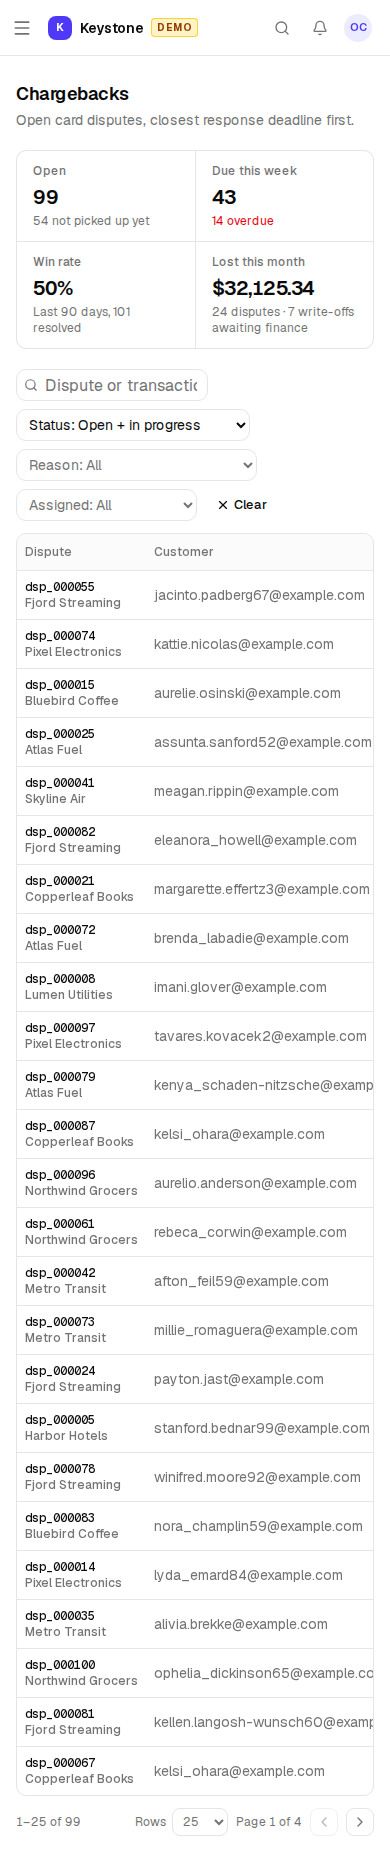 K Keystone DEMO OC
Chargebacks
Open card disputes, closest response deadline first.
Open
99
54 not picked up yet
Due this week
43
14 overdue
Win rate
50%
Last 90 days, 101
resolved
Lost this month
$32,125.34
24 disputes · 7 write-offs
awaiting finance
Dispute or transactic
Status: Open + in progress
Reason: All
Assigned: All
Clear
Dispute Customer
dsp_000055
Fjord Streaming
jacinto.padberg67@example.com
dsp_000074
Pixel Electronics
kattie.nicolas@example.com
dsp_000015
Bluebird Coffee
aurelie.osinski@example.com
dsp_000025
Atlas Fuel
assunta.sanford52@example.com
dsp_000041
Skyline Air
meagan.rippin@example.com
dsp_000082
Fjord Streaming
eleanora_howell@example.com
dsp_000021
Copperleaf Books
margarette.effertz3@example.com
dsp_000072
Atlas Fuel
brenda_labadie@example.com
dsp_000008
Lumen Utilities
imani.glover@example.com
dsp_000097
Pixel Electronics
tavares.kovacek2@example.com
dsp_000079
Atlas Fuel
kenya_schaden-nitzsche@examp
dsp_000087
Copperleaf Books
kelsi_ohara@example.com
dsp_000096
Northwind Grocers
aurelio.anderson@example.com
dsp_000061
Northwind Grocers
rebeca_corwin@example.com
dsp_000042
Metro Transit
afton_feil59@example.com
dsp_000073
Metro Transit
millie_romaguera@example.com
dsp_000024
Fjord Streaming
payton.jast@example.com
dsp_000005
Harbor Hotels
stanford.bednar99@example.com
dsp_000078
Fjord Streaming
winifred.moore92@example.com
dsp_000083
Bluebird Coffee
nora_champlin59@example.com
dsp_000014
Pixel Electronics
lyda_emard84@example.com
dsp_000035
Metro Transit
alivia.brekke@example.com
dsp_000100
Northwind Grocers
ophelia_dickinson65@example.co
dsp_000081
Fjord Streaming
kellen.langosh-wunsch60@examp
dsp_000067
Copperleaf Books
kelsi_ohara@example.com
1–25 of 99 Rows 25 Page 1 of 4